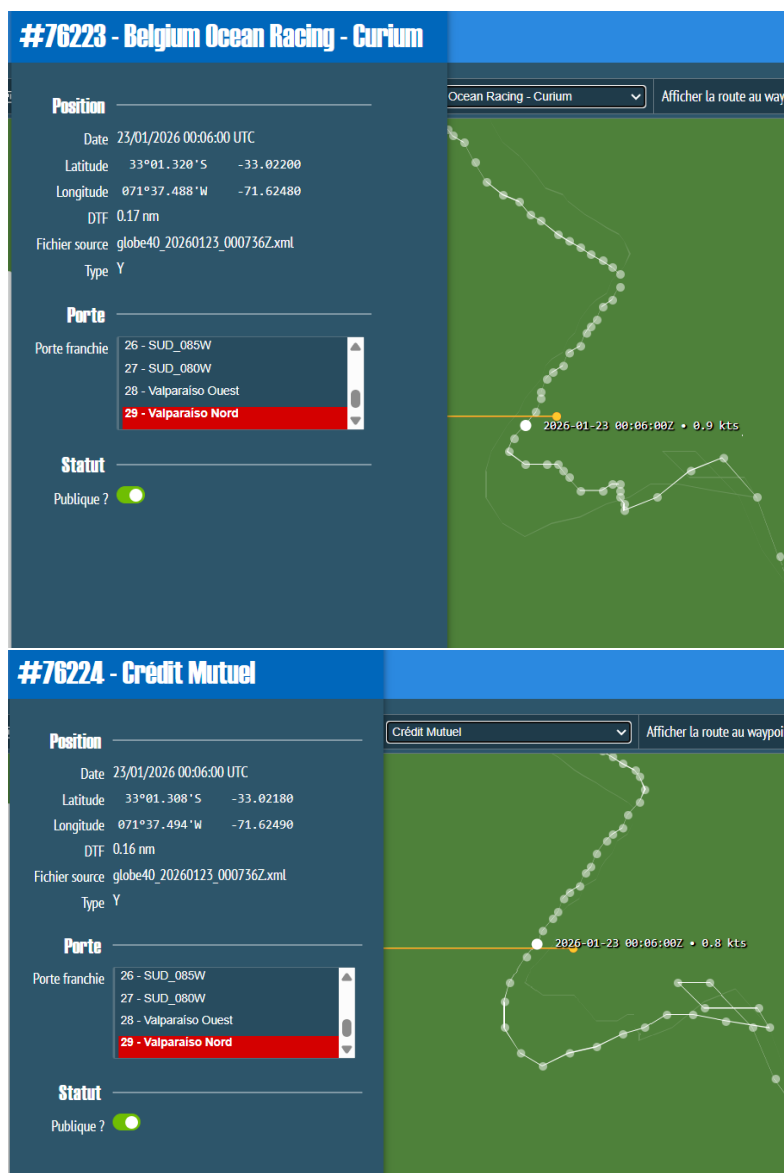 ##76223 - Belgium Ocean Racing - Curium
Ocean Racing - Curium
Afficher la route au way
Position
Date 23/01/2026 00:06:00 UTC
Latitude 33°01.320'S -33.02200
Longitude 071°37.488'W -71.62480
DTF 0.17 nm
Fichier source globe40_20260123_000736Z.xml
Type Y
Porte
Porte franchie
26 - SUD_085W
27 - SUD_080W
28 - Valparaíso Ouest
29 - Valparaíso Nord
2026-01-23 00:06:00Z • 0.9 kts
Statut
Publique ?
#76224 - Crédit Mutuel
Crédit Mutuel
Afficher la route au waypoi
Position
Date 23/01/2026 00:06:00 UTC
Latitude 33°01.308'S -33.02180
Longitude 071°37.494'W -71.62490
DTF 0.16 nm
Fichier source globe40_20260123_000736Z.xml
Type Y
Porte
Porte franchie
26 - SUD_085W
27 - SUD_080W
28 - Valparaíso Ouest
29 - Valparaíso Nord
2026-01-23 00:06:00Z • 0.8 kts
Statut
Publique ?